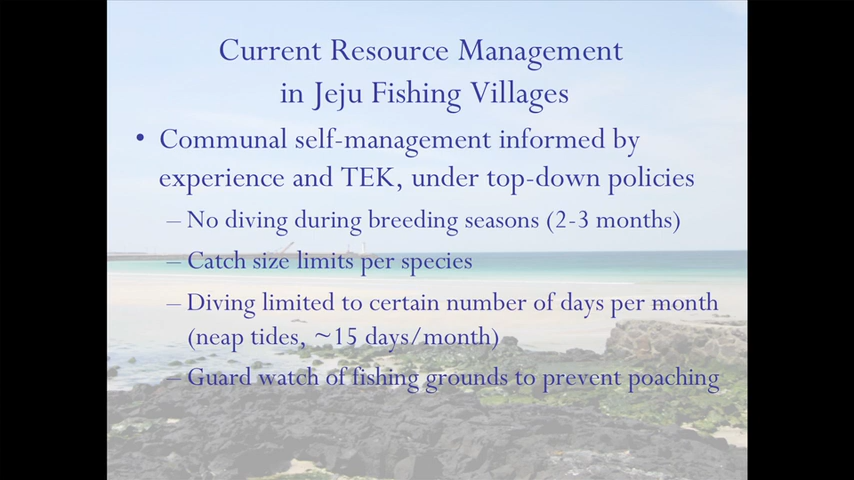 Current Resource Management
in Jeju Fishing Villages
• Communal self-management informed by
experience and TEK, under top-down policies
– No diving during breeding seasons (2-3 months)
– Catch size limits per species
– Diving limited to certain number of days per month
(neap tides, ~15 days/month)
– Guard watch of fishing grounds to prevent poaching